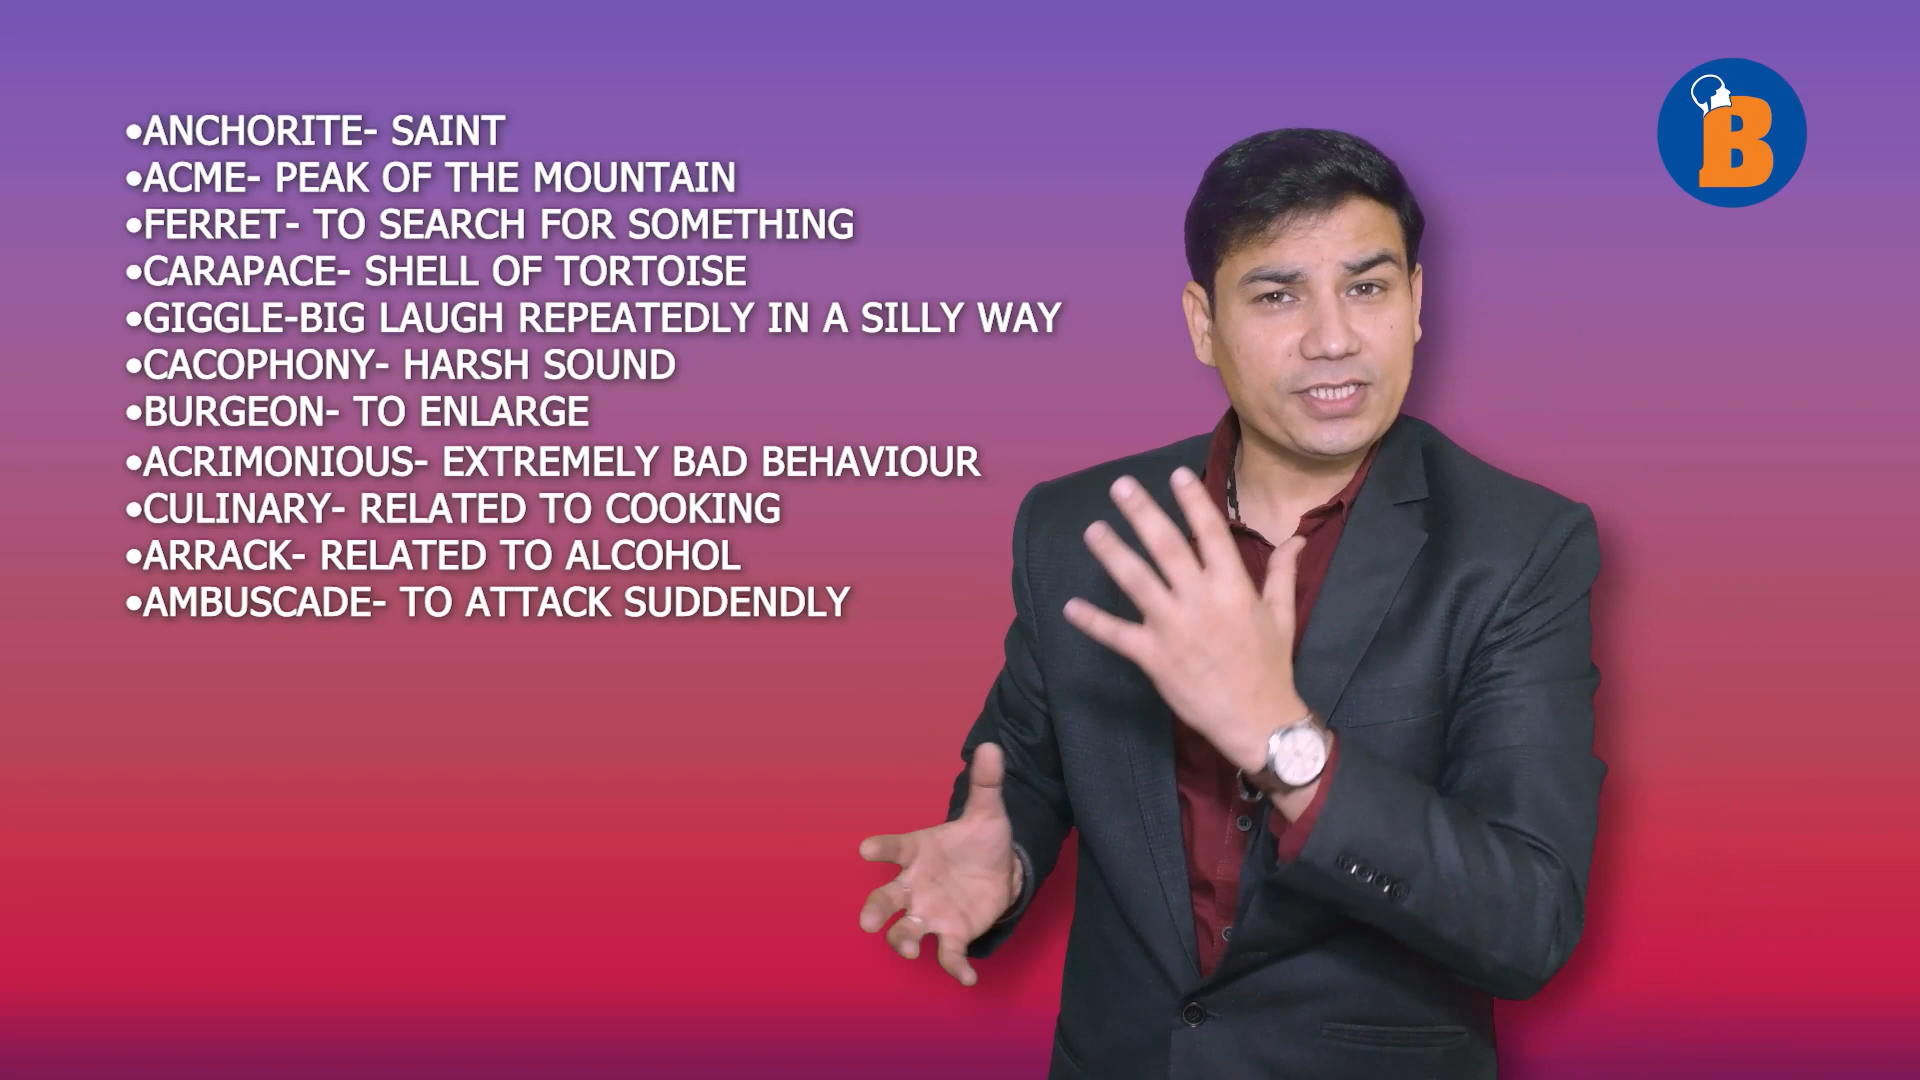 •ANCHORITE- SAINT
•ACME- PEAK OF THE MOUNTAIN
•FERRET- TO SEARCH FOR SOMETHING
•CARAPACE- SHELL OF TORTOISE
•GIGGLE-BIG LAUGH REPEATEDLY IN A SILLY WAY
•CACOPHONY- HARSH SOUND
•BURGEON- TO ENLARGE
•ACRIMONIOUS- EXTREMELY BAD BEHAVIOUR
•CULINARY- RELATED TO COOKING
•ARRACK- RELATED TO ALCOHOL
•AMBUSCADE- TO ATTACK SUDDENDLY
B